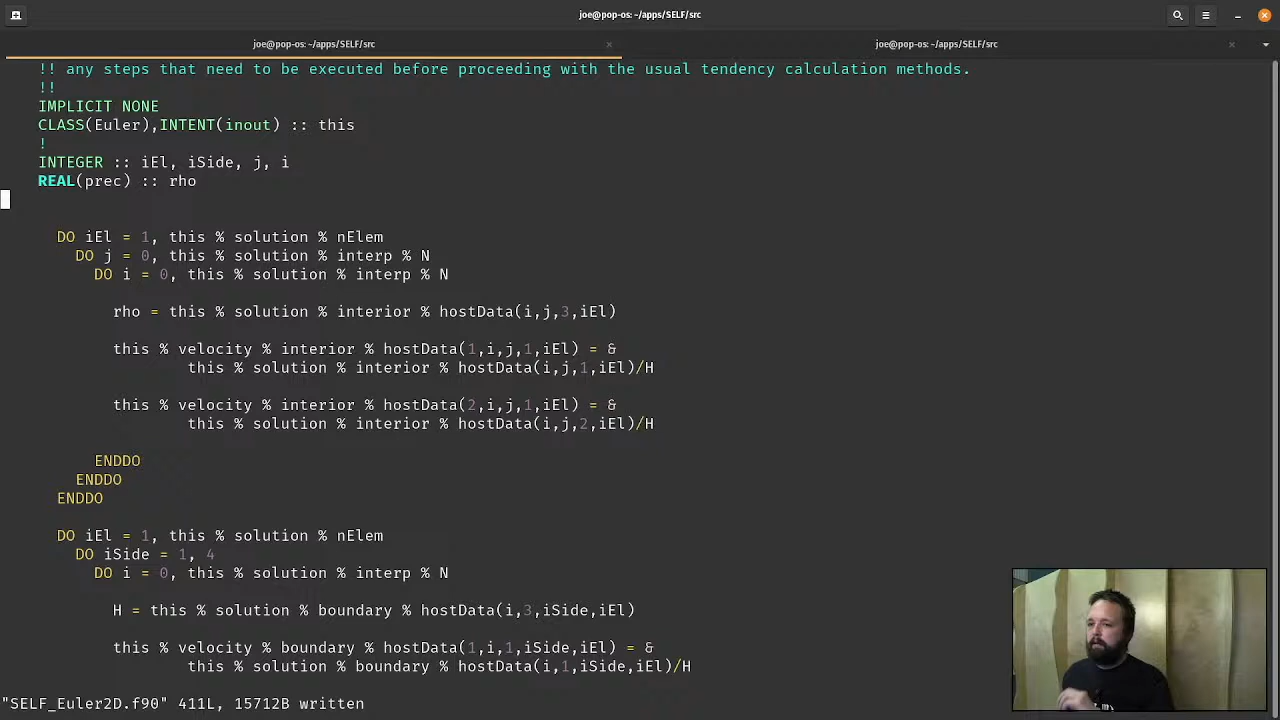 joe@pop-os: ~/apps/SELF/src
joe@pop-os: ~/apps/SELF/src
joe@pop-os: ~/apps/SELF/src
!! any steps that need to be executed before proceeding with the usual tendency calculation methods.
!!
IMPLICIT NONE
CLASS(Euler),INTENT(inout) :: this
!
INTEGER :: iEl, iSide, j, i
REAL(prec) :: rho
DO iEl = 1, this % solution % nElem
DO j = 0, this % solution % interp % N
DO i = 0, this % solution % interp % N
rho = this % solution % interior % hostData(i,j,3,iEl)
this % velocity % interior % hostData(1,i,j,1,iEl) = &
this % solution % interior % hostData(i,j,1,iEl)/H
this % velocity % interior % hostData(2,i,j,1,iEl) = &
this % solution % interior % hostData(i,j,2,iEl)/H
ENDDO
ENDDO
ENDDO
DO iEl = 1, this % solution % nElem
DO iSide = 1, 4
DO i = 0, this % solution % interp % N
H = this % solution % boundary % hostData(i,3,iSide,iEl)
this % velocity % boundary % hostData(1,i,1,iSide,iEl) = &
this % solution % boundary % hostData(i,1,iSide,iEl)/H
"SELF_Euler2D.f90" 411L, 15712B written